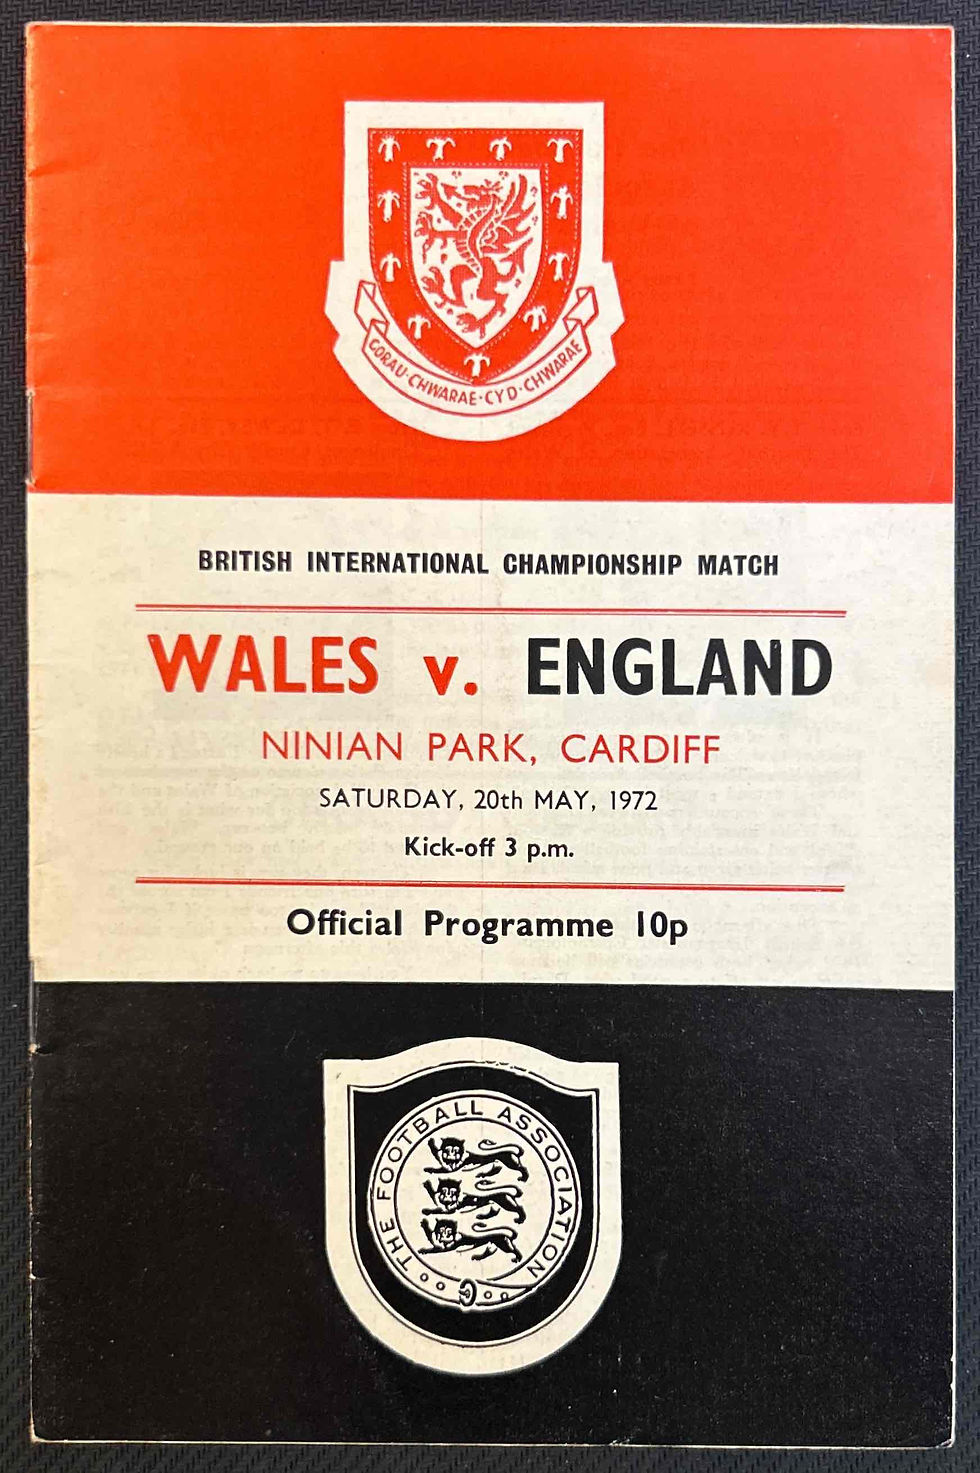 GORAU·CHWARAE·CYD·CHWARAE
BRITISH INTERNATIONAL CHAMPIONSHIP MATCH
WALES v. ENGLAND
NINIAN PARK, CARDIFF
SATURDAY, 20th MAY, 1972
Kick-off 3 p.m.
Official Programme 10p
THE FOOTBALL ASSOCIATION